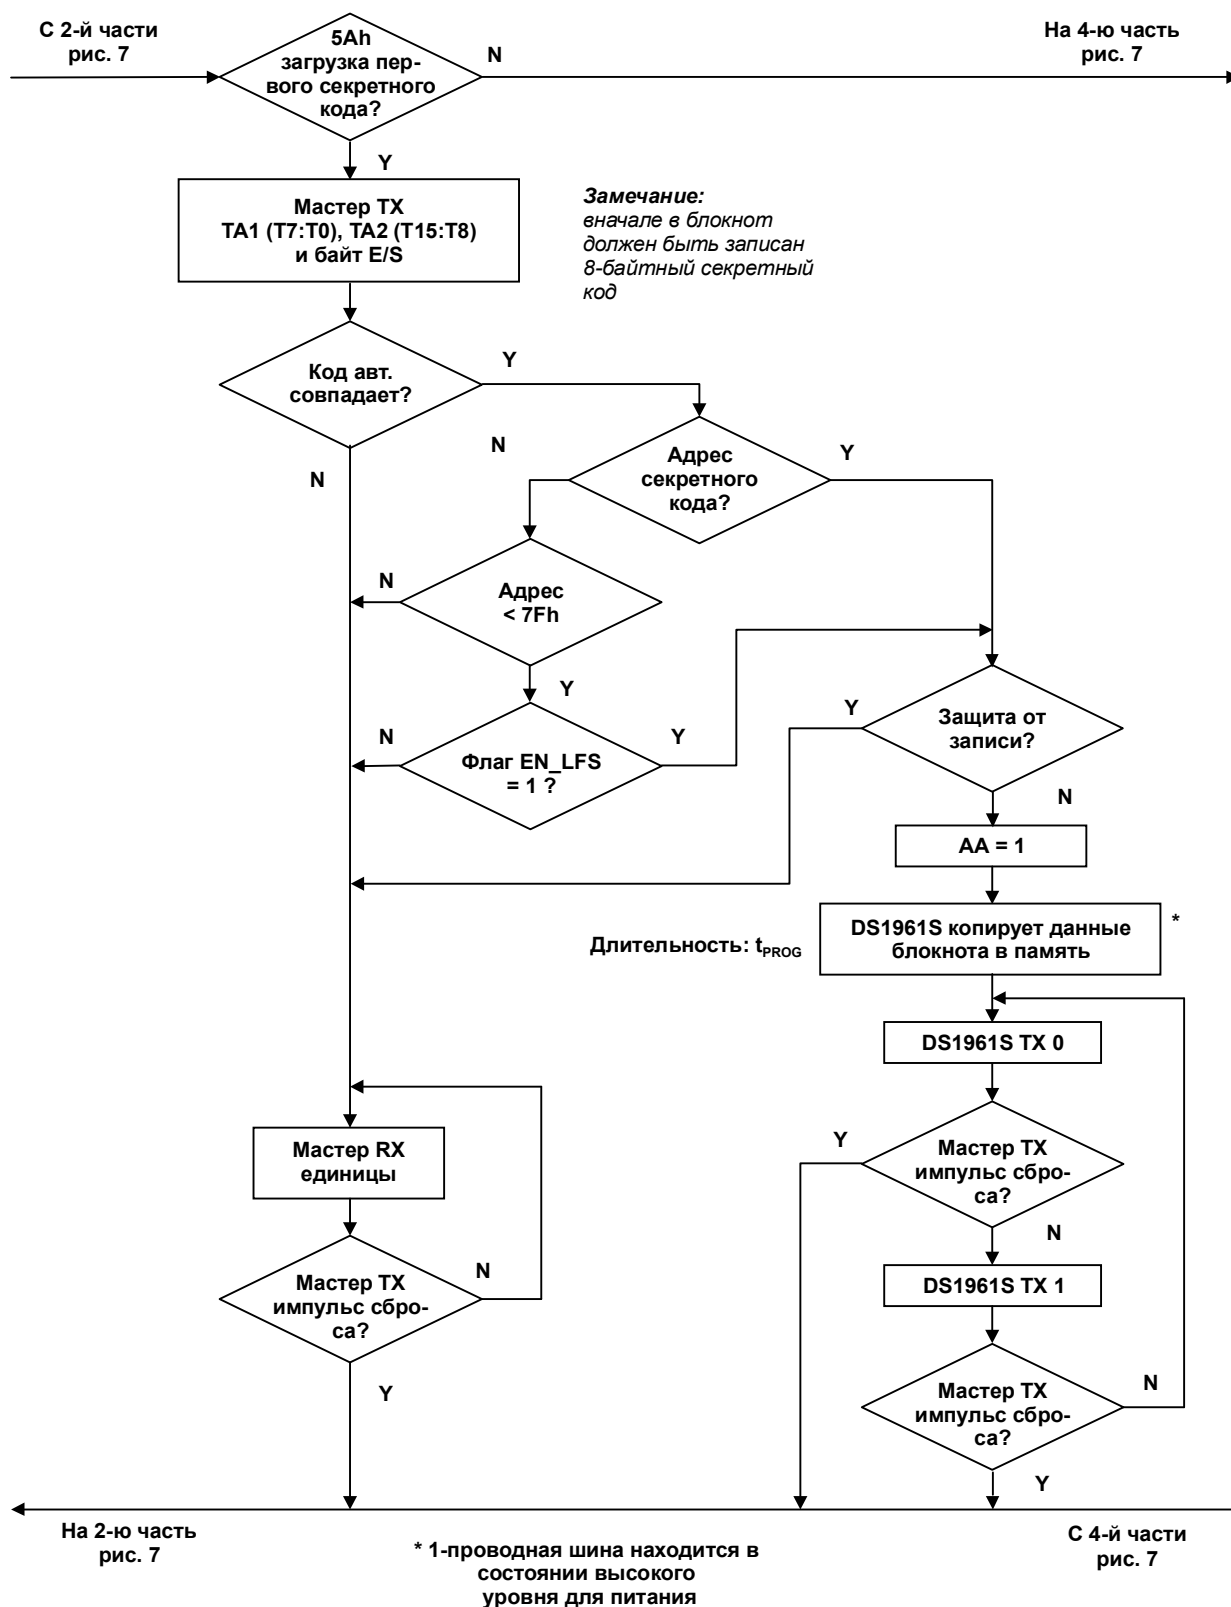 С 2-й части
рис. 7
5Ah
загрузка пер-
вого секретного
кода?
N
На 4-ю часть
рис. 7
Y
Мастер TX
TA1 (T7:T0), TA2 (T15:T8)
и байт E/S
Замечание:
вначале в блокнот
должен быть записан
8-байтный секретный
код
Код авт.
совпадает?
Y
N
N
Адрес
секретного
кода?
Y
N
Адрес
< 7Fh
Y
N
Флаг EN_LFS
= 1 ?
Y
Y
Защита от
записи?
N
AA = 1
Длительность: tPROG
DS1961S копирует данные
блокнота в память
*
DS1961S TX 0
Y
Мастер TX
импульс сбро-
са?
N
Мастер RX
единицы
DS1961S TX 1
Мастер TX
импульс сбро-
са?
N
Y
Мастер TX
импульс сбро-
са?
N
Y
На 2-ю часть
рис. 7
* 1-проводная шина находится в
состоянии высокого
уровня для питания
С 4-й части
рис. 7